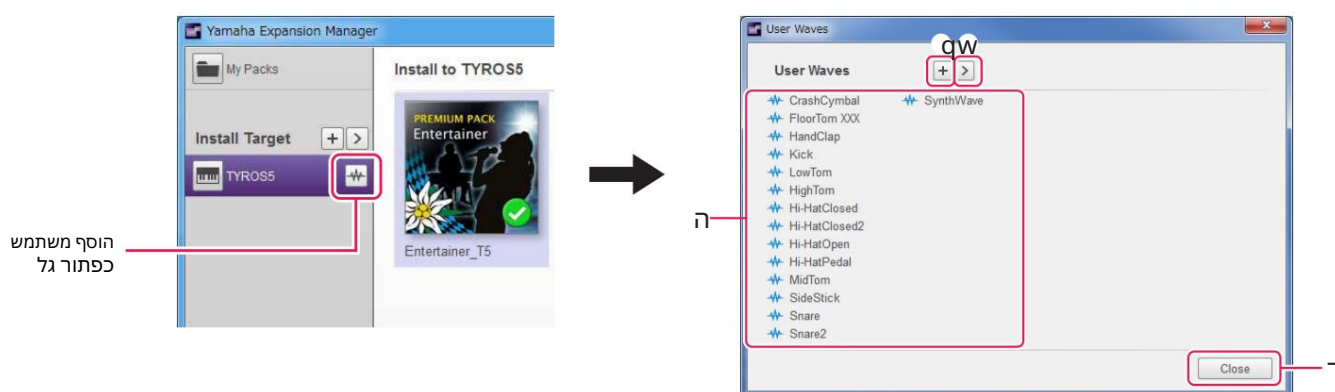 Yamaha Expansion Manager
My Packs
Install to TYROS5
PREMIUM PACK
Entertainer
Install Target
TYROS5
Entertainer_T5
הוסף משתמש
כפתור גל
User Waves
qw
User Waves
CrashCymbal
FloorTom XXX
HandClap
Kick
LowTom
HighTom
Hi-HatClosed
Hi-HatClosed2
Hi-HatOpen
Hi-HatPedal
MidTom
SideStick
Snare
Snare2
SynthWave
ה
Close